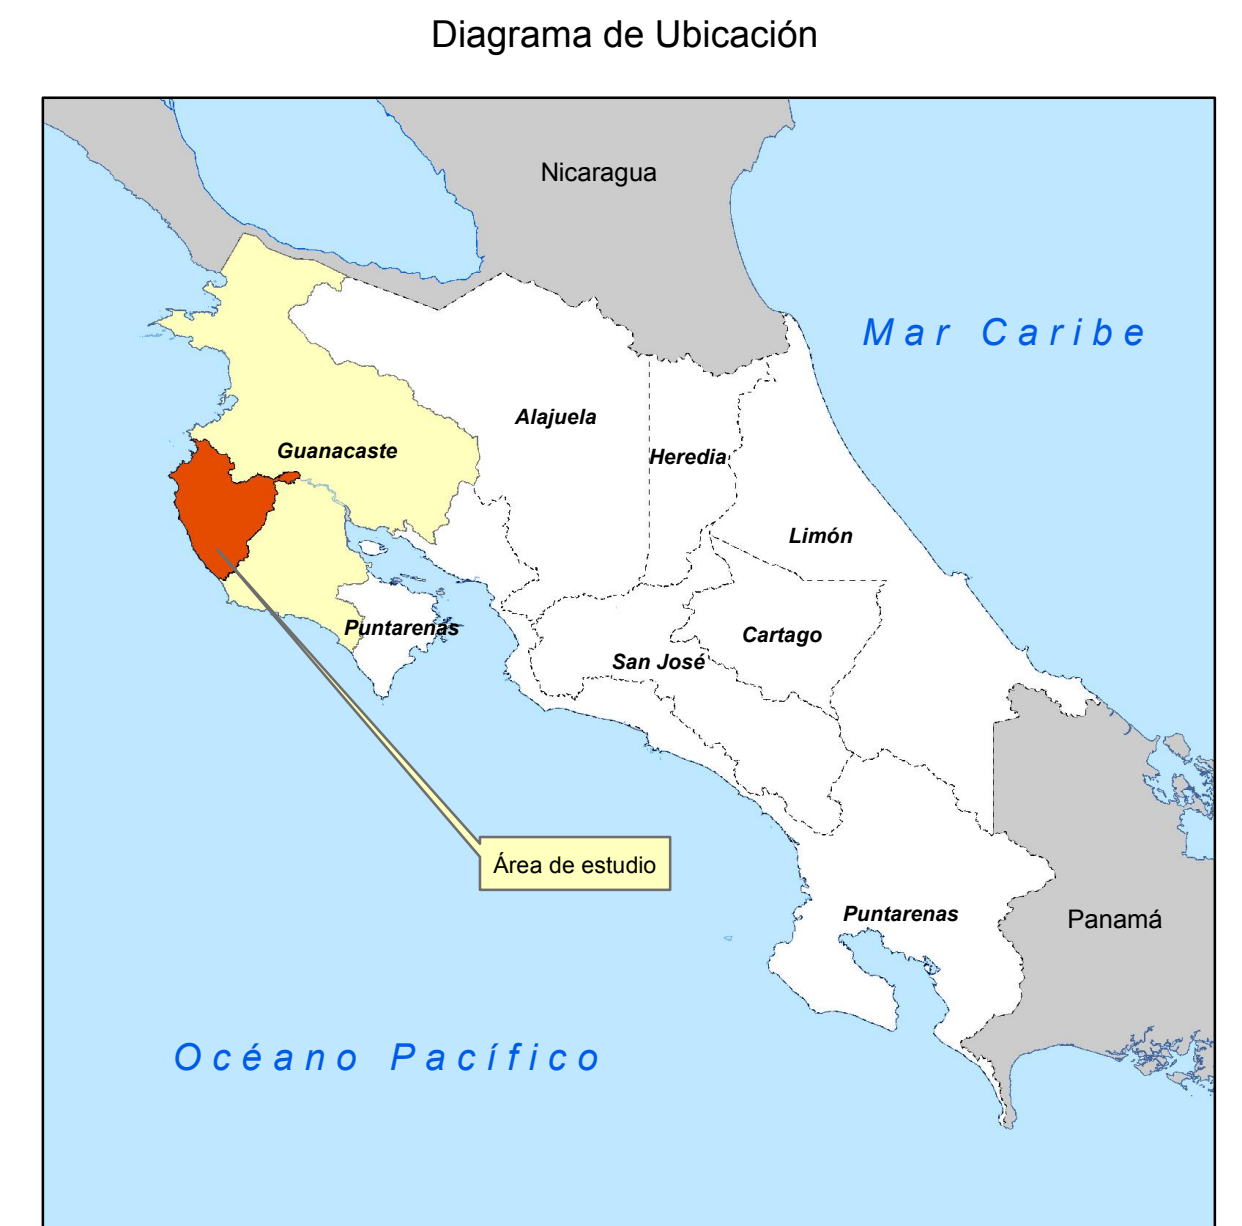 Diagrama de Ubicación
Nicaragua
Mar Caribe
Alajuela
Guanacaste
Heredia
Limón
Puntarenas
Cartago
San José
Área de estudio
Puntarenas
Panamá
Océano Pacífico